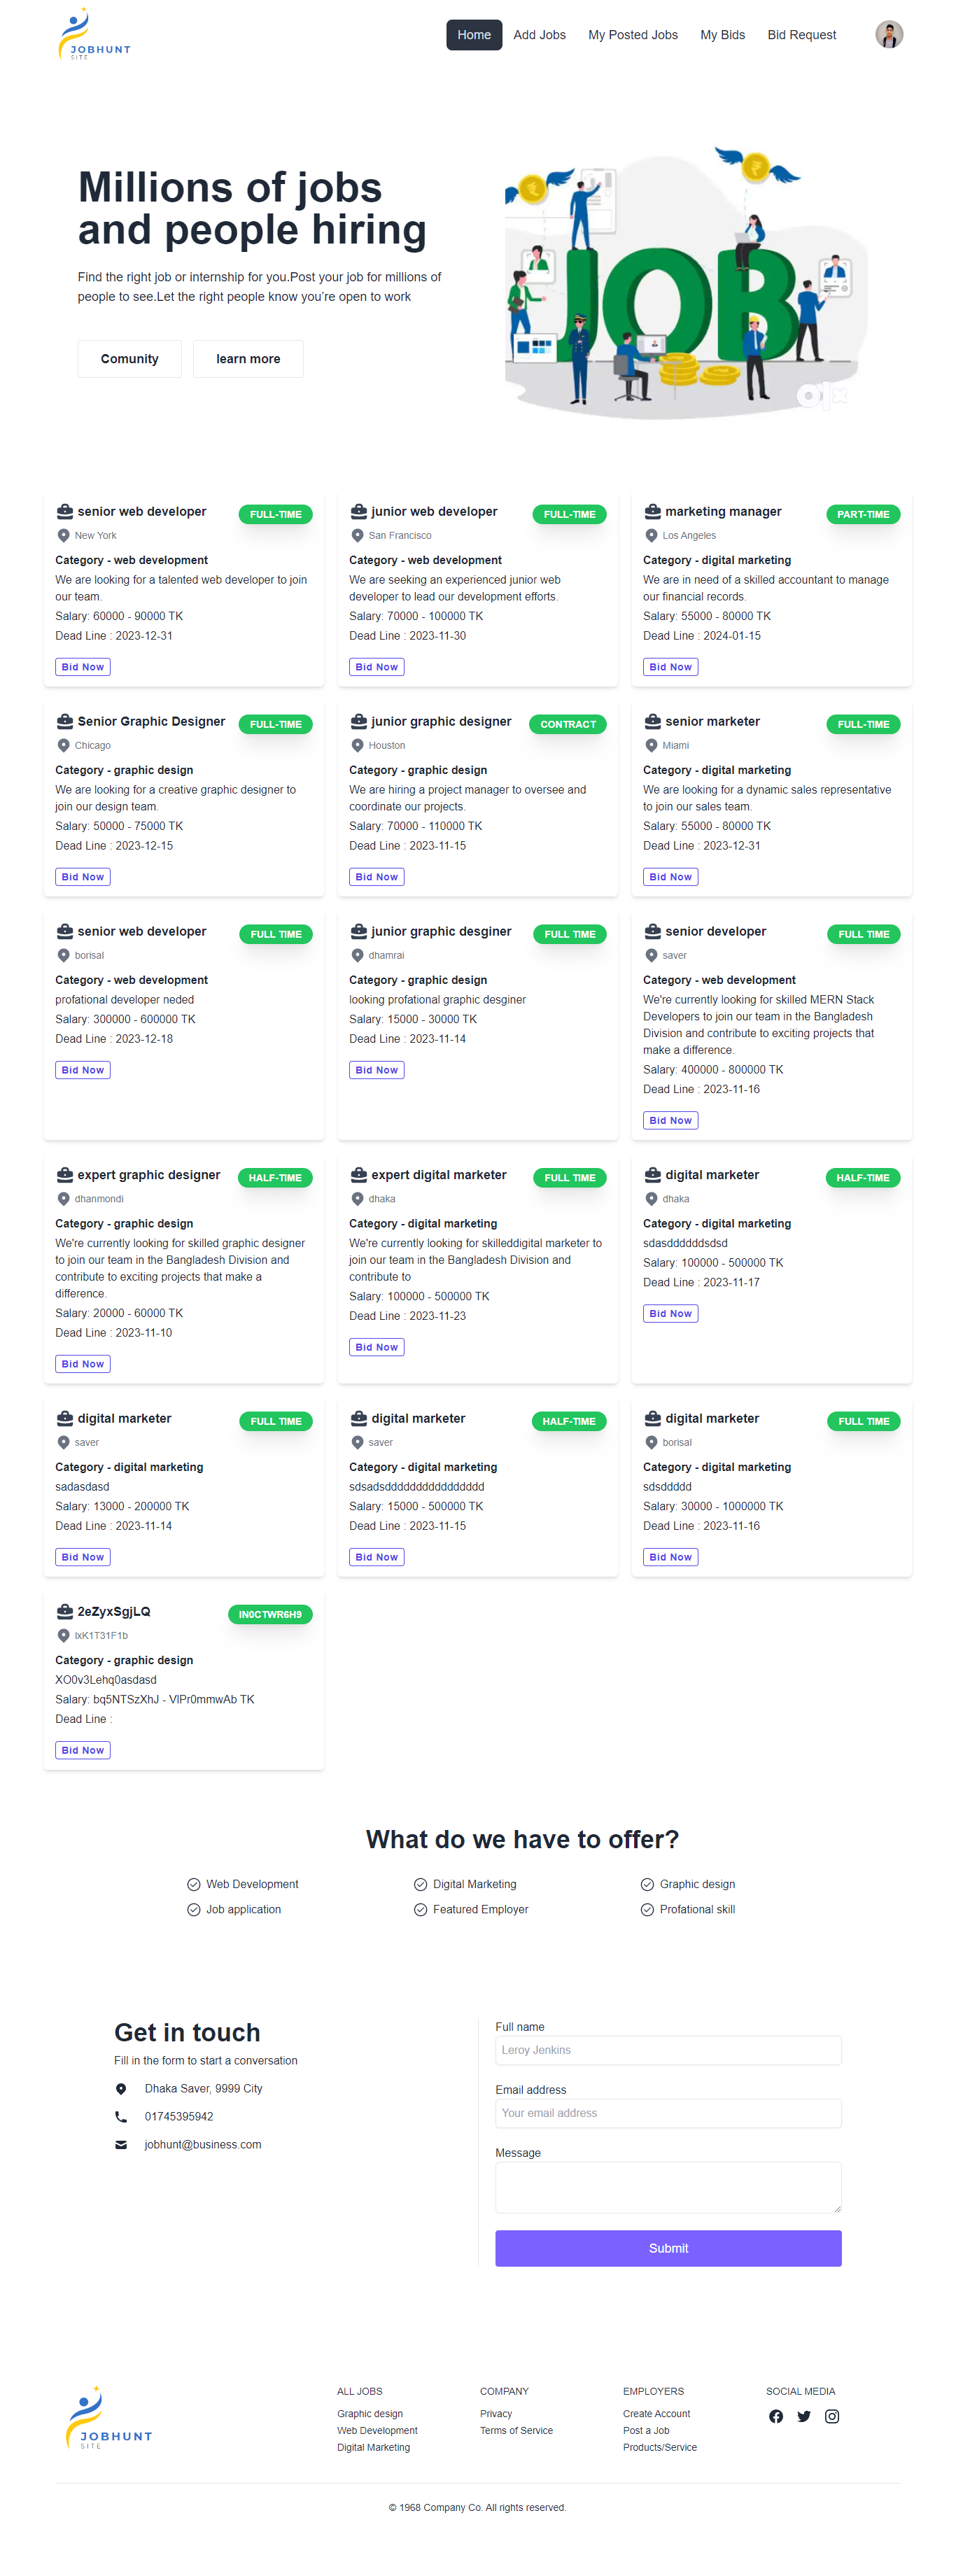 JOBHUNT
SITE
Home
Add Jobs
My Posted Jobs
My Bids
Bid Request
Millions of jobs
and people hiring
Find the right job or internship for you.Post your job for millions of
people to see.Let the right people know you're open to work
Comunity
learn more
JOB
olx
senior web developer
FULL-TIME
New York
Category - web development
We are looking for a talented web developer to join
our team.
Salary: 60000 - 90000 TK
Dead Line : 2023-12-31
Bid Now
junior web developer
FULL-TIME
San Francisco
Category - web development
We are seeking an experienced junior web
developer to lead our development efforts.
Salary: 70000 - 100000 TK
Dead Line : 2023-11-30
Bid Now
marketing manager
PART-TIME
Los Angeles
Category - digital marketing
We are in need of a skilled accountant to manage
our financial records.
Salary: 55000 - 80000 TK
Dead Line : 2024-01-15
Bid Now
Senior Graphic Designer
FULL-TIME
Chicago
Category - graphic design
We are looking for a creative graphic designer to
join our design team.
Salary: 50000 - 75000 TK
Dead Line : 2023-12-15
Bid Now
junior graphic designer
CONTRACT
Houston
Category - graphic design
We are hiring a project manager to oversee and
coordinate our projects.
Salary: 70000 - 110000 TK
Dead Line : 2023-11-15
Bid Now
senior marketer
FULL-TIME
Miami
Category - digital marketing
We are looking for a dynamic sales representative
to join our sales team.
Salary: 55000 - 80000 TK
Dead Line : 2023-12-31
Bid Now
senior web developer
FULL TIME
borisal
Category - web development
profational developer neded
Salary: 300000 - 600000 TK
Dead Line : 2023-12-18
Bid Now
junior graphic desginer
FULL TIME
dhamrai
Category - graphic design
looking profational graphic desginer
Salary: 15000 - 30000 TK
Dead Line : 2023-11-14
Bid Now
senior developer
FULL TIME
saver
Category - web development
We're currently looking for skilled MERN Stack
Developers to join our team in the Bangladesh
Division and contribute to exciting projects that
make a difference.
Salary: 400000 - 800000 TK
Dead Line : 2023-11-16
Bid Now
expert graphic designer
HALF-TIME
dhanmondi
Category - graphic design
We're currently looking for skilled graphic designer
to join our team in the Bangladesh Division and
contribute to exciting projects that make a
difference.
Salary: 20000 - 60000 TK
Dead Line : 2023-11-10
Bid Now
expert digital marketer
FULL TIME
dhaka
Category - digital marketing
We're currently looking for skilleddigital marketer to
join our team in the Bangladesh Division and
contribute to
Salary: 100000 - 500000 TK
Dead Line : 2023-11-23
Bid Now
digital marketer
HALF-TIME
dhaka
Category - digital marketing
sdasddddddsdsd
Salary: 100000 - 500000 TK
Dead Line : 2023-11-17
Bid Now
digital marketer
FULL TIME
saver
Category - digital marketing
sadasdasd
Salary: 13000 - 200000 TK
Dead Line : 2023-11-14
Bid Now
digital marketer
HALF-TIME
saver
Category - digital marketing
sdsadsdddddddddddddddd
Salary: 15000 - 500000 TK
Dead Line : 2023-11-15
Bid Now
digital marketer
FULL TIME
borisal
Category - digital marketing
sdsddddd
Salary: 30000 - 1000000 TK
Dead Line : 2023-11-16
Bid Now
2eZyxSgjLQ
IN0CTWR6H9
lxK1T31F1b
Category - graphic design
XO0v3Lehq0asdasd
Salary: bq5NTSzXhJ - VlPr0mmwAb TK
Dead Line :
Bid Now
What do we have to offer?
Web Development
Digital Marketing
Graphic design
Job application
Featured Employer
Profational skill
Get in touch
Fill in the form to start a conversation
Dhaka Saver, 9999 City
01745395942
jobhunt@business.com
Full name
Leroy Jenkins
Email address
Your email address
Message
Submit
JOBHUNT
SITE
ALL JOBS
Graphic design
Web Development
Digital Marketing
COMPANY
Privacy
Terms of Service
EMPLOYERS
Create Account
Post a Job
Products/Service
SOCIAL MEDIA
© 1968 Company Co. All rights reserved.